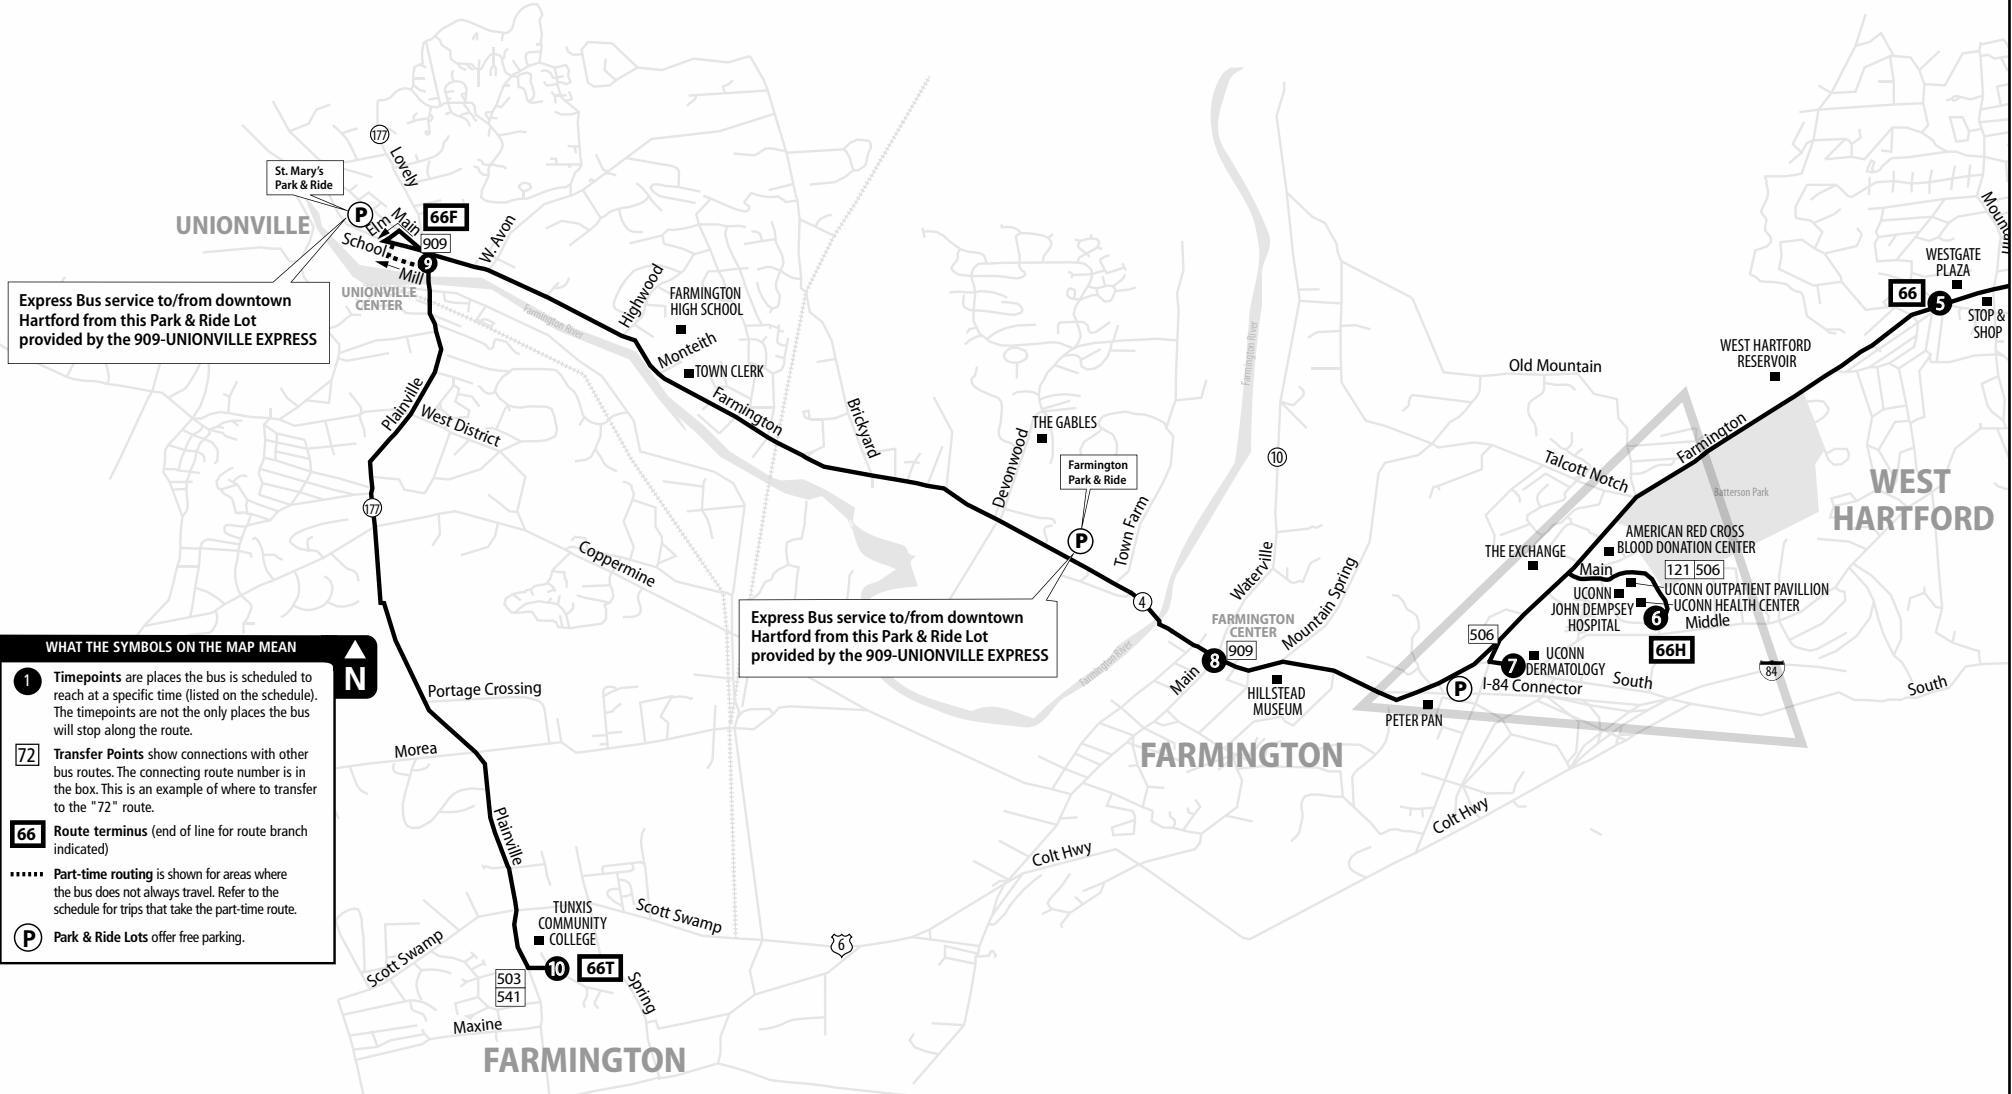 177
Lovely
St. Mary's
Park & Ride
P
UNIONVILLE
Elm
Main
66F
909
School
Mill
9
W. Avon
UNIONVILLE
CENTER
Express Bus service to/from downtown
Hartford from this Park & Ride Lot
provided by the 909-UNIONVILLE EXPRESS
Farmington River
Highwood
FARMINGTON
HIGH SCHOOL
Monteith
TOWN CLERK
Farmington
Plainville
West District
Brickyard
177
Coppermine
Devonwood
THE GABLES
Farmington
Park & Ride
P
Town Farm
4
Farmington River
10
Waterville
Mountain Spring
Express Bus service to/from downtown
Hartford from this Park & Ride Lot
provided by the 909-UNIONVILLE EXPRESS
Farmington River
FARMINGTON
CENTER
909
8
Main
HILLSTEAD
MUSEUM
FARMINGTON
PETER PAN
P
I-84 Connector
506
7
UCONN
DERMATOLOGY
South
84
South
Old Mountain
Talcott Notch
Farmington
WEST HARTFORD
RESERVOIR
66
5
WESTGATE
PLAZA
STOP &
SHOP
Mountain
WEST
HARTFORD
Batterson Park
THE EXCHANGE
AMERICAN RED CROSS
BLOOD DONATION CENTER
Main
121 506
UCONN OUTPATIENT PAVILLION
UCONN
JOHN DEMPSEY
HOSPITAL
UCONN HEALTH CENTER
6
Middle
66H
Colt Hwy
Colt Hwy
6
WHAT THE SYMBOLS ON THE MAP MEAN
N
1 Timepoints are places the bus is scheduled to
reach at a specific time (listed on the schedule).
The timepoints are not the only places the bus
will stop along the route.
72 Transfer Points show connections with other
bus routes. The connecting route number is in
the box. This is an example of where to transfer
to the "72" route.
66 Route terminus (end of line for route branch
indicated)
Part-time routing is shown for areas where
the bus does not always travel. Refer to the
schedule for trips that take the part-time route.
P Park & Ride Lots offer free parking.
Portage Crossing
Morea
Plainville
TUNXIS
COMMUNITY
COLLEGE
Scott Swamp
Scott Swamp
10
66T
503
541
Spring
Maxine
FARMINGTON